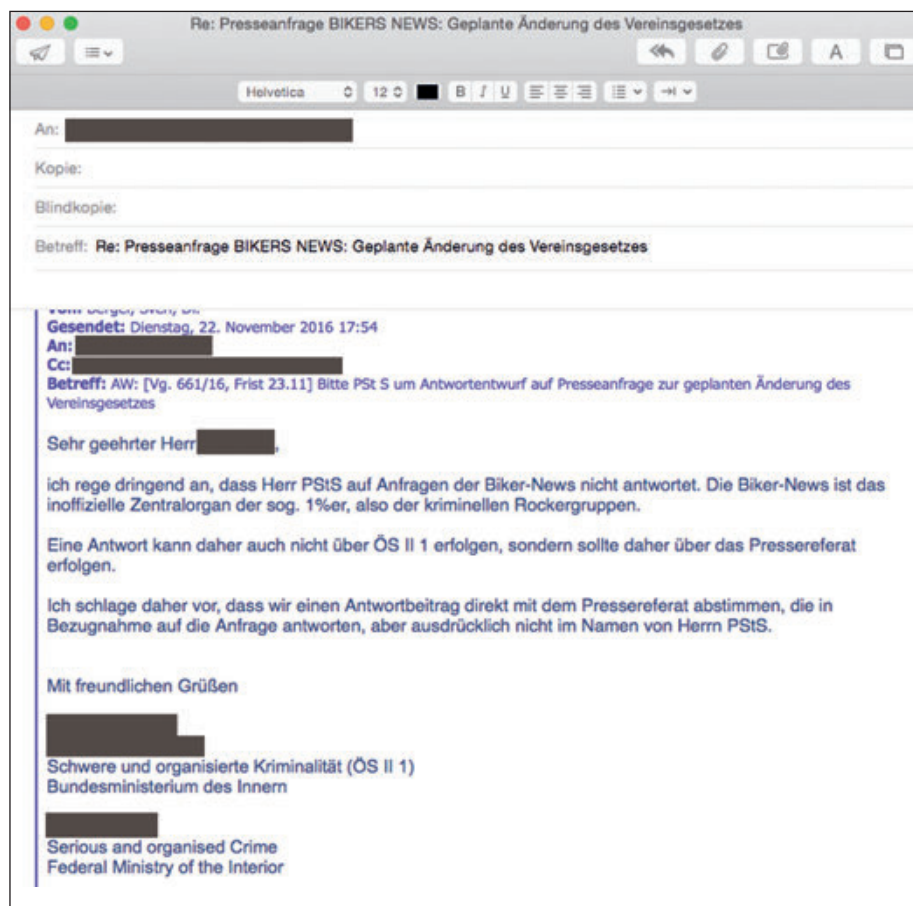 Re: Presseanfrage BIKERS NEWS: Geplante Änderung des Vereinsgesetzes
A
Helvetica 12 B I U
An:
Kopie:
Blindkopie:
Betreff: Re: Presseanfrage BIKERS NEWS: Geplante Änderung des Vereinsgesetzes
Gesendet: Dienstag, 22. November 2016 17:54
An:
Cc:
Betreff: AW: [Vg. 661/16, Frist 23.11] Bitte PSt S um Antwortentwurf auf Presseanfrage zur geplanten Änderung des
Vereinsgesetzes
Sehr geehrter Herr ,
ich rege dringend an, dass Herr PStS auf Anfragen der Biker-News nicht antwortet. Die Biker-News ist das
inoffizielle Zentralorgan der sog. 1%er, also der kriminellen Rockergruppen.
Eine Antwort kann daher auch nicht über ÖS II 1 erfolgen, sondern sollte daher über das Pressereferat
erfolgen.
Ich schlage daher vor, dass wir einen Antwortbeitrag direkt mit dem Pressereferat abstimmen, die in
Bezugnahme auf die Anfrage antworten, aber ausdrücklich nicht im Namen von Herrn PStS.
Mit freundlichen Grüßen
Schwere und organisierte Kriminalität (ÖS II 1)
Bundesministerium des Innern
Serious and organised Crime
Federal Ministry of the Interior